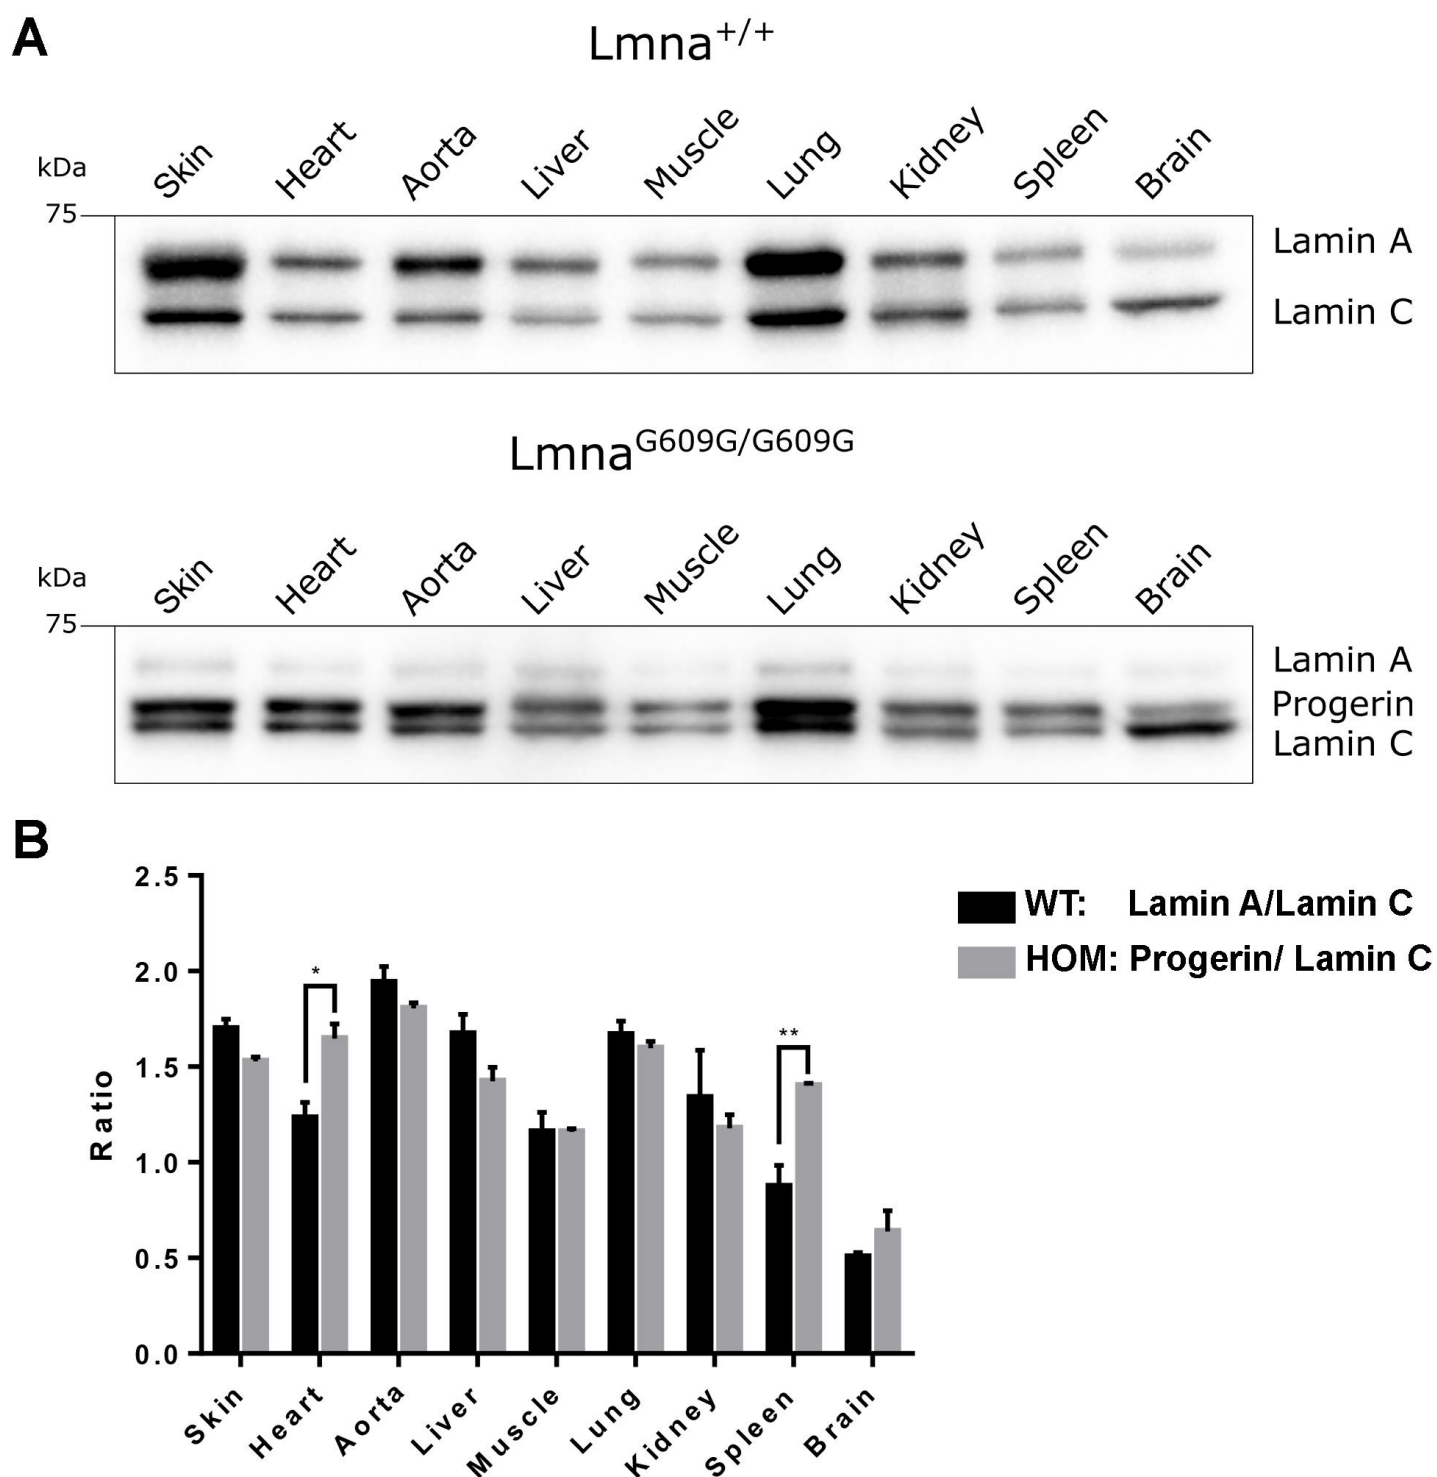 A
Lmna+/+
kDa
Skin Heart Aorta Liver Muscle Lung Kidney Spleen Brain
75
Lamin A
Lamin C
LmnaG609G/G609G
kDa
Skin Heart Aorta Liver Muscle Lung Kidney Spleen Brain
75
Lamin A
Progerin
Lamin C
B
2.5
2.0
1.5
1.0
0.5
0.0
Ratio
*
**
WT: Lamin A/Lamin C
HOM: Progerin/ Lamin C
Skin Heart Aorta Liver Muscle Lung Kidney Spleen Brain